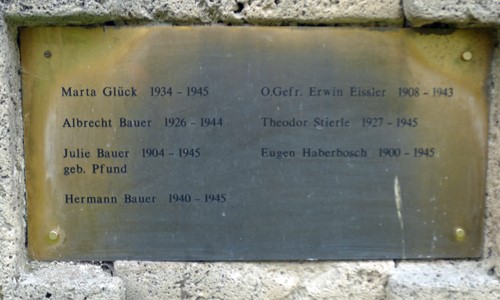 Marta Glück 1934 - 1945
Albrecht Bauer 1926 - 1944
Julie Bauer 1904 - 1945
geb. Pfund
Hermann Bauer 1940 - 1945
O.Gefr. Erwin Eissler 1908 - 1943
Theodor Stierle 1927 - 1945
Eugen Haberbosch 1900 - 1945